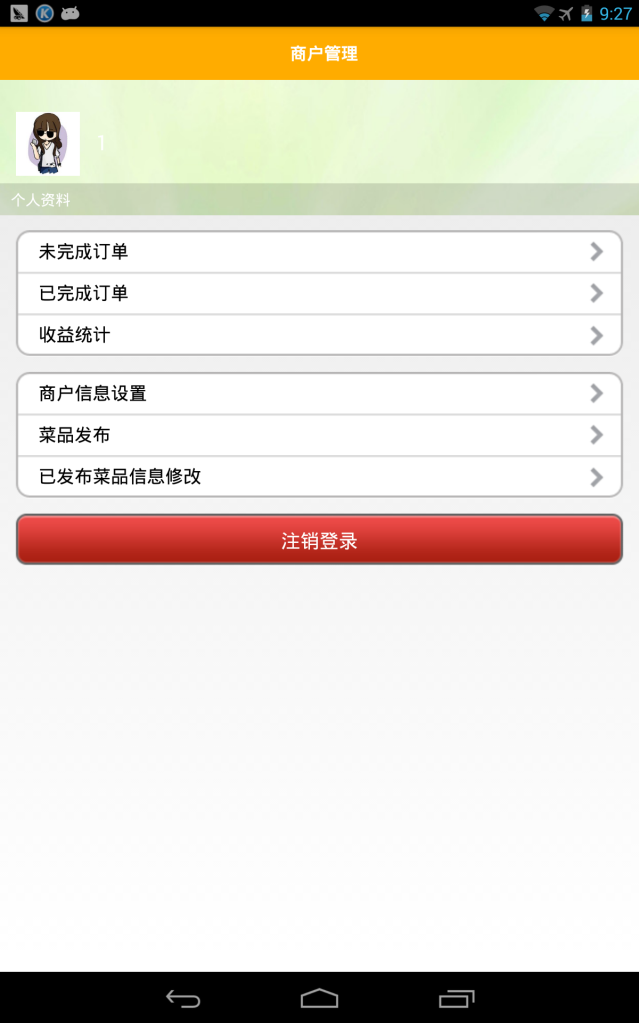 9:27
商户管理
1
个人资料
未完成订单
已完成订单
收益统计
商户信息设置
菜品发布
已发布菜品信息修改
注销登录